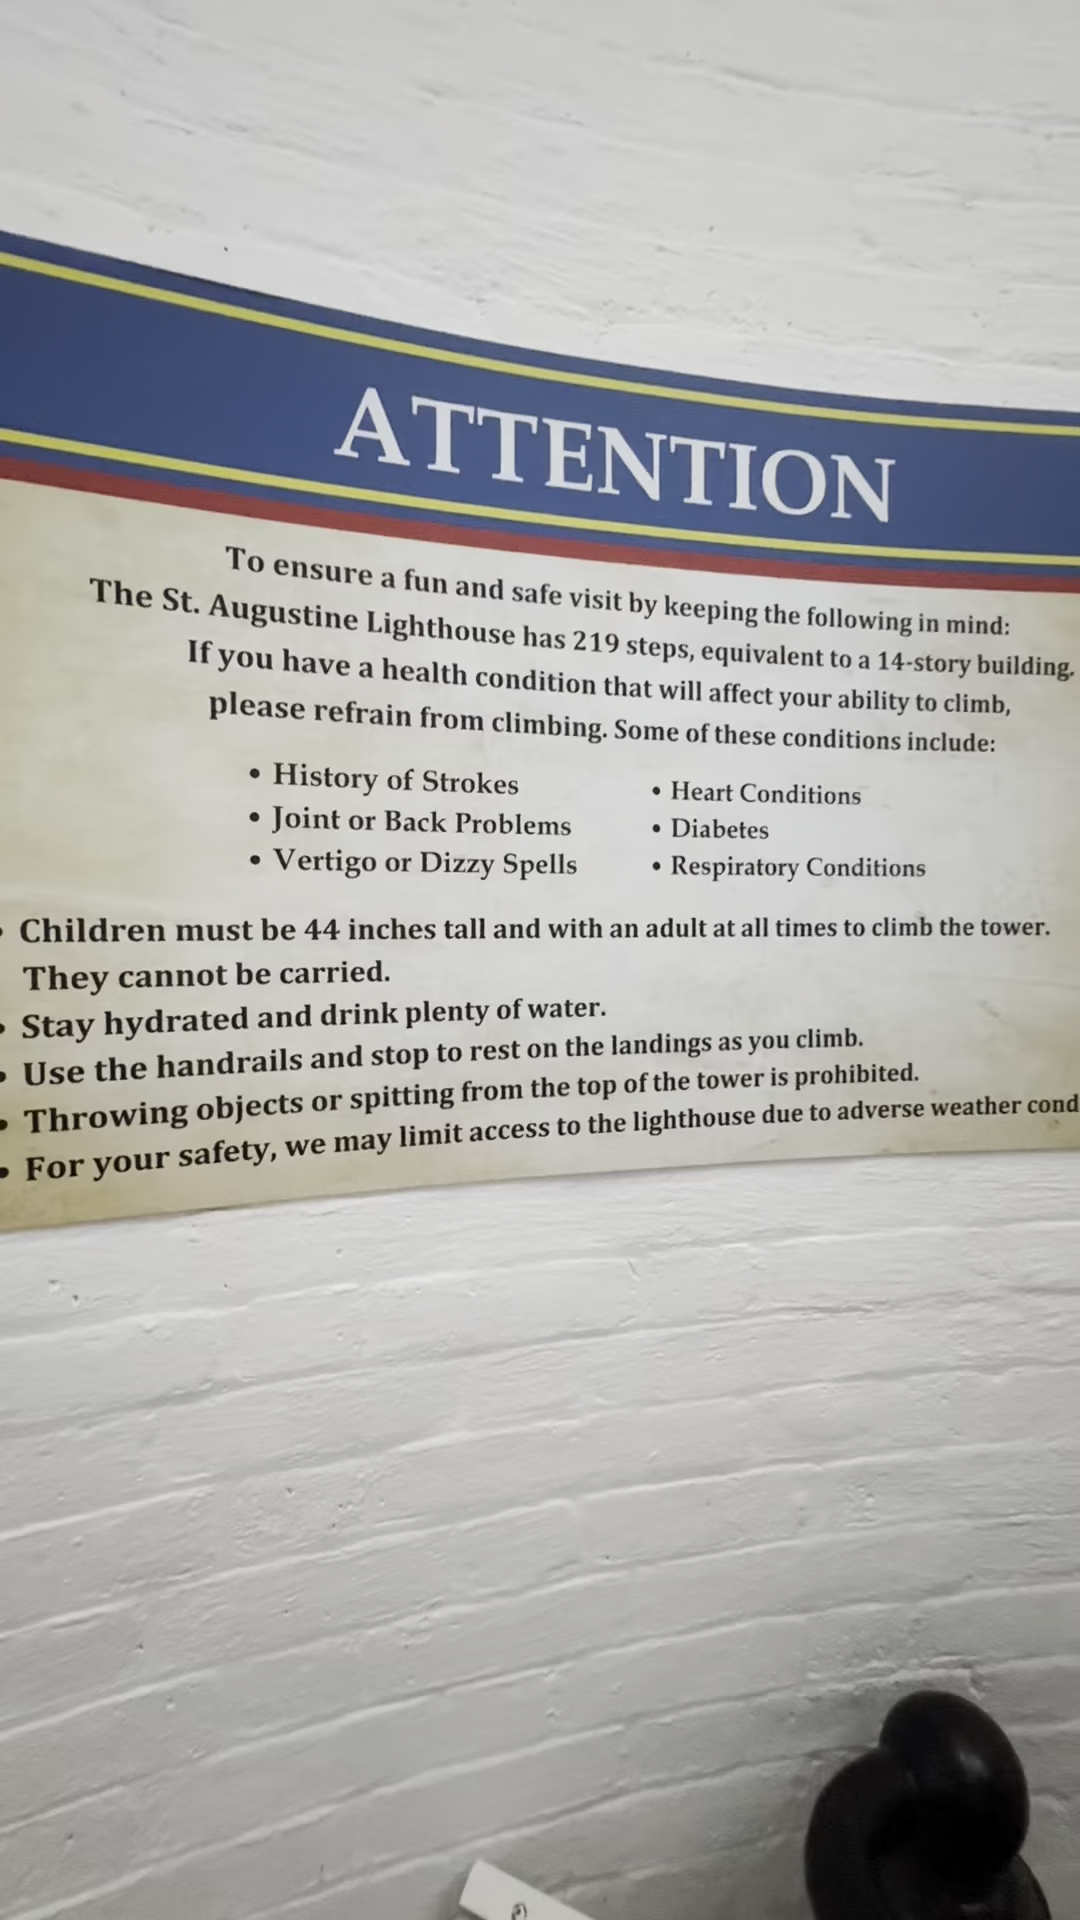 ATTENTION
To ensure a fun and safe visit by keeping the following in mind:
The St. Augustine Lighthouse has 219 steps, equivalent to a 14-story building.
If you have a health condition that will affect your ability to climb,
please refrain from climbing. Some of these conditions include:
• History of Strokes
• Joint or Back Problems
• Vertigo or Dizzy Spells
• Heart Conditions
• Diabetes
• Respiratory Conditions
• Children must be 44 inches tall and with an adult at all times to climb the tower.
They cannot be carried.
• Stay hydrated and drink plenty of water.
• Use the handrails and stop to rest on the landings as you climb.
• Throwing objects or spitting from the top of the tower is prohibited.
• For your safety, we may limit access to the lighthouse due to adverse weather cond